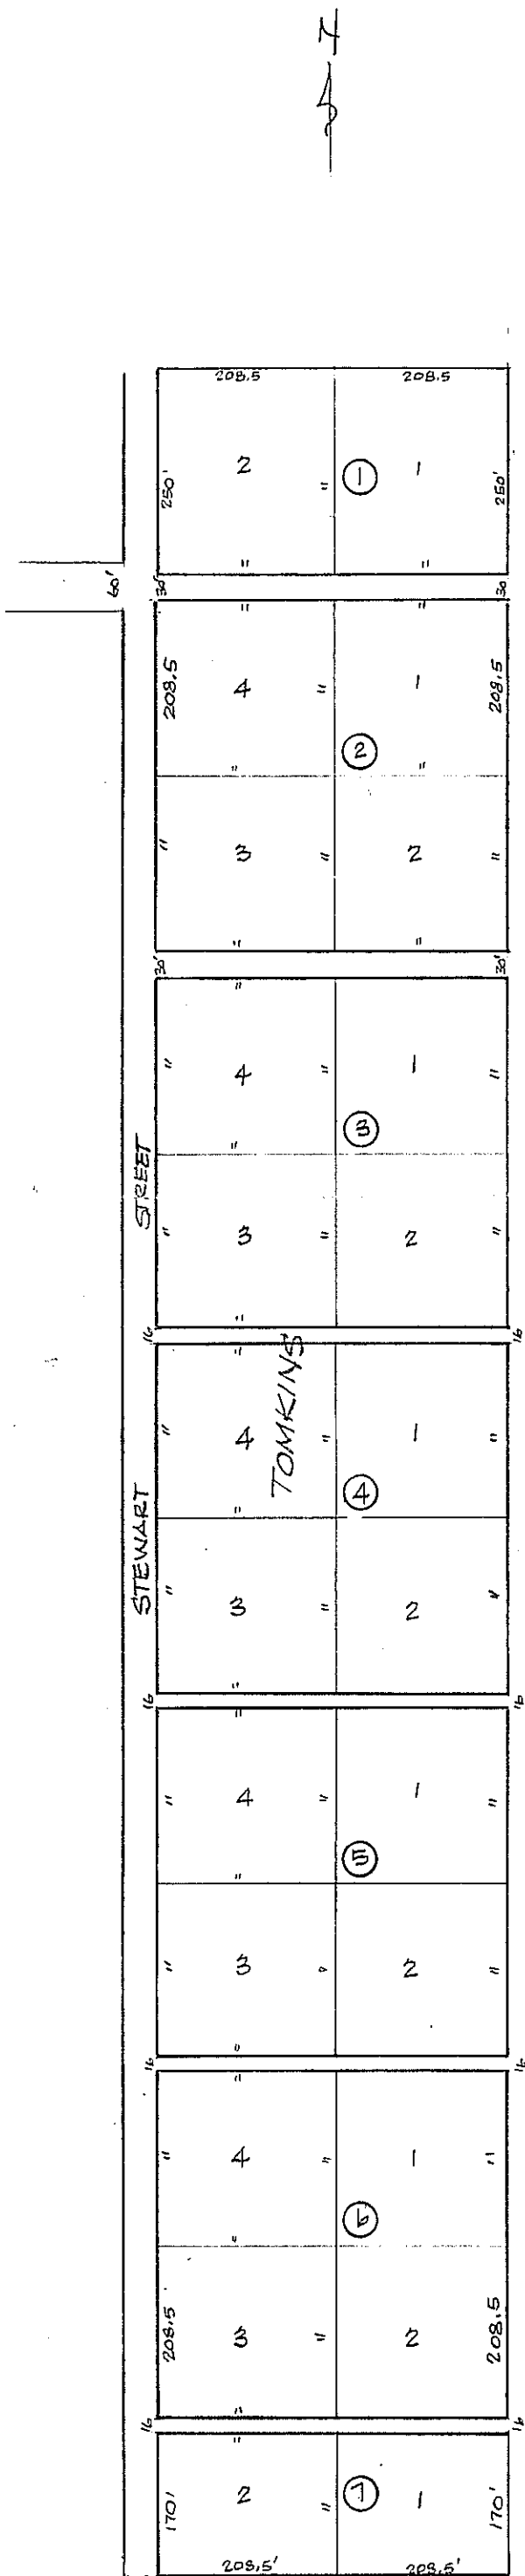 N
208.5 208.5
2 1
250' " ① 250'
" "
60'
30' 30'
" "
208.5 4 " 1 208.5
②
" "
" 3 " 2 "
" "
30' 30'
"
" 4 " 1 "
③
"
STREET
" 3 " 2 "
"
16 16
"
TOMKINS
" 4 " 1 "
④
"
STEWART
" 3 " 2 "
"
16 16
"
" 4 " 1 "
⑤
"
" 3 " 2 "
"
16 16
"
" 4 " 1 "
⑥
"
208.5 3 " 2 208.5
"
16 16
"
170' 2 " ⑦ 1 170'
208.5' 208.5'